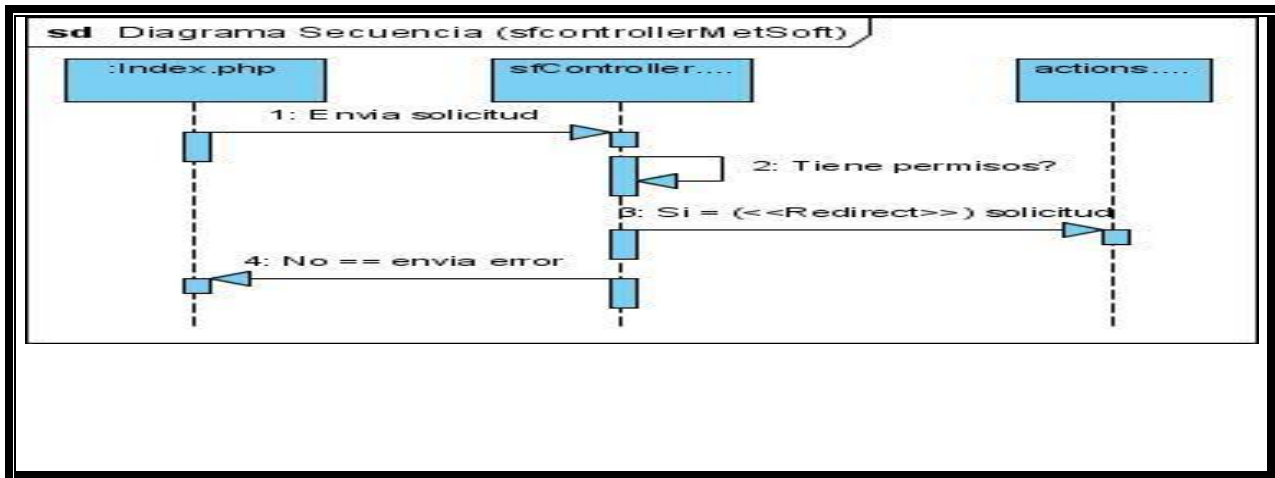 sd Diagrama Secuencia (sfcontrollerMetSoft)
:Index.php
sfController....
actions....
1: Envia solicitud
2: Tiene permisos?
3: Si = (<<Redirect>>) solicitud
4: No == envia error